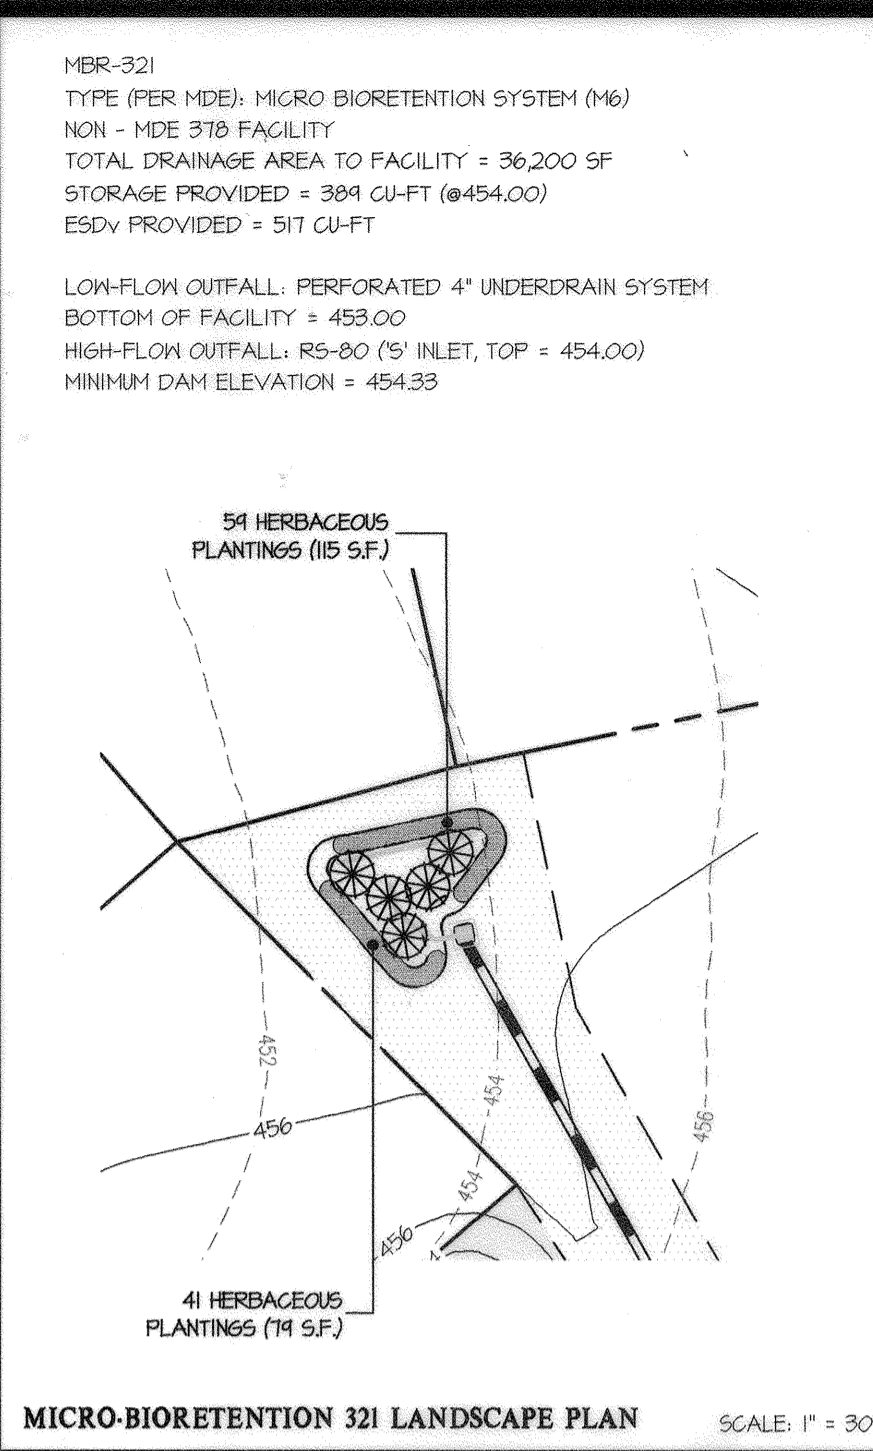 MBR-321
TYPE (PER MDE): MICRO BIORETENTION SYSTEM (M6)
NON - MDE 378 FACILITY
TOTAL DRAINAGE AREA TO FACILITY = 36,200 SF
STORAGE PROVIDED = 389 CU-FT (@454.00)
ESDv PROVIDED = 517 CU-FT
LOW-FLOW OUTFALL: PERFORATED 4" UNDERDRAIN SYSTEM
BOTTOM OF FACILITY = 453.00
HIGH-FLOW OUTFALL: RS-80 ('S' INLET, TOP = 454.00)
MINIMUM DAM ELEVATION = 454.33
59 HERBACEOUS
PLANTINGS (115 S.F.)
452
454
456
456
454
456
41 HERBACEOUS
PLANTINGS (79 S.F.)
MICRO-BIORETENTION 321 LANDSCAPE PLAN
SCALE: 1" = 30